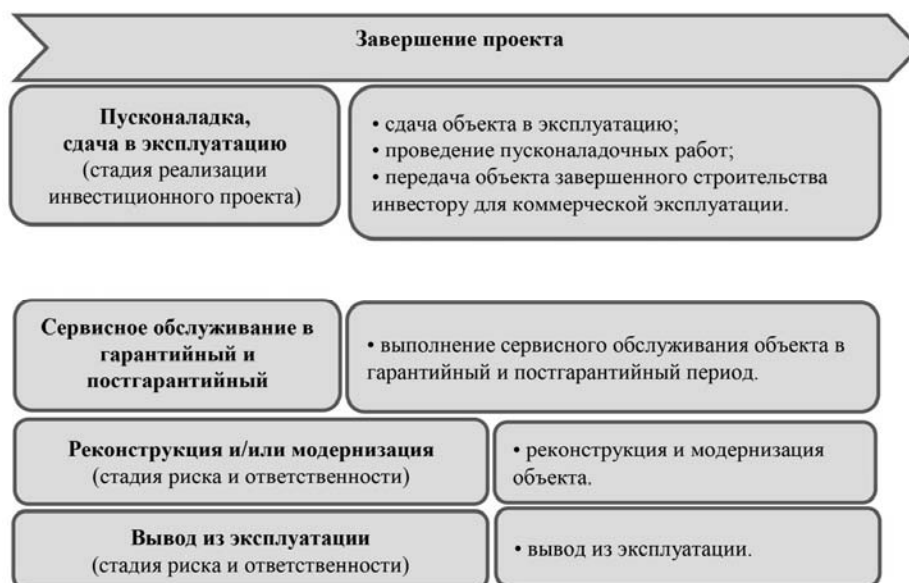 Завершение проекта
Пусконаладка,
сдача в эксплуатацию
(стадия реализации
инвестиционного проекта)
• сдача объекта в эксплуатацию;
• проведение пусконаладочных работ;
• передача объекта завершенного строительства
инвестору для коммерческой эксплуатации.
Сервисное обслуживание в
гарантийный и
постгарантийный
• выполнение сервисного обслуживания объекта в
гарантийный и постгарантийный период.
Реконструкция и/или модернизация
(стадия риска и ответственности)
• реконструкция и модернизация
объекта.
Вывод из эксплуатации
(стадия риска и ответственности)
• вывод из эксплуатации.